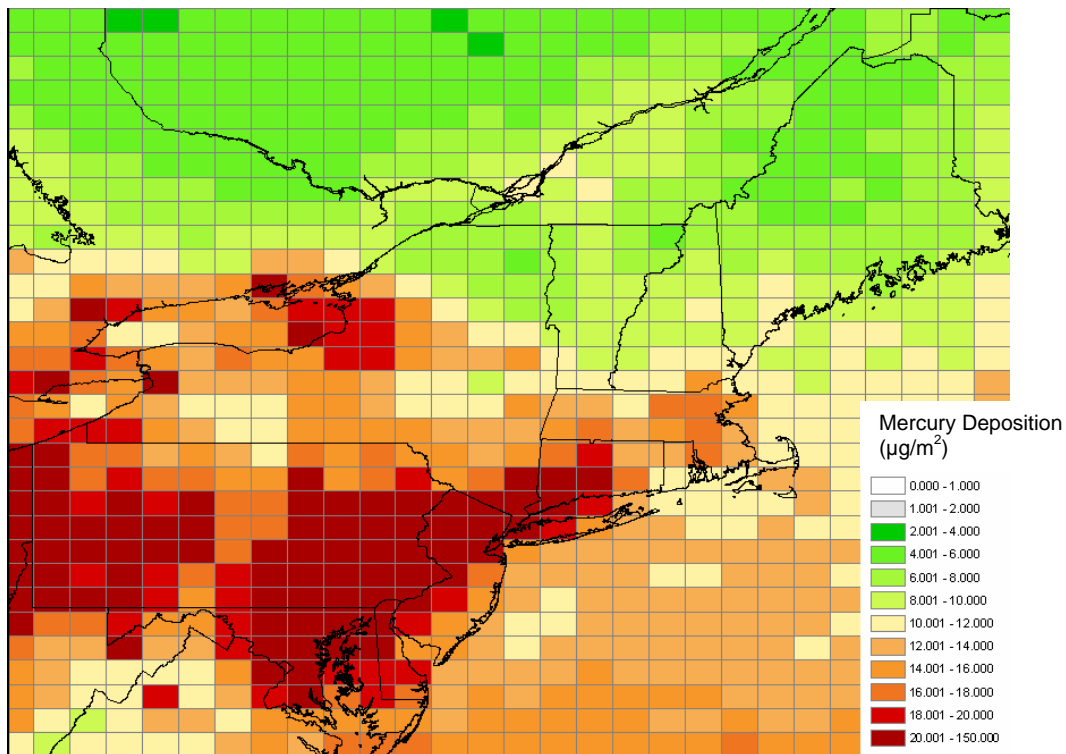 Mercury Deposition
(µg/m²)
0.000 - 1.000
1.001 - 2.000
2.001 - 4.000
4.001 - 6.000
6.001 - 8.000
8.001 - 10.000
10.001 - 12.000
12.001 - 14.000
14.001 - 16.000
16.001 - 18.000
18.001 - 20.000
20.001 - 150.000